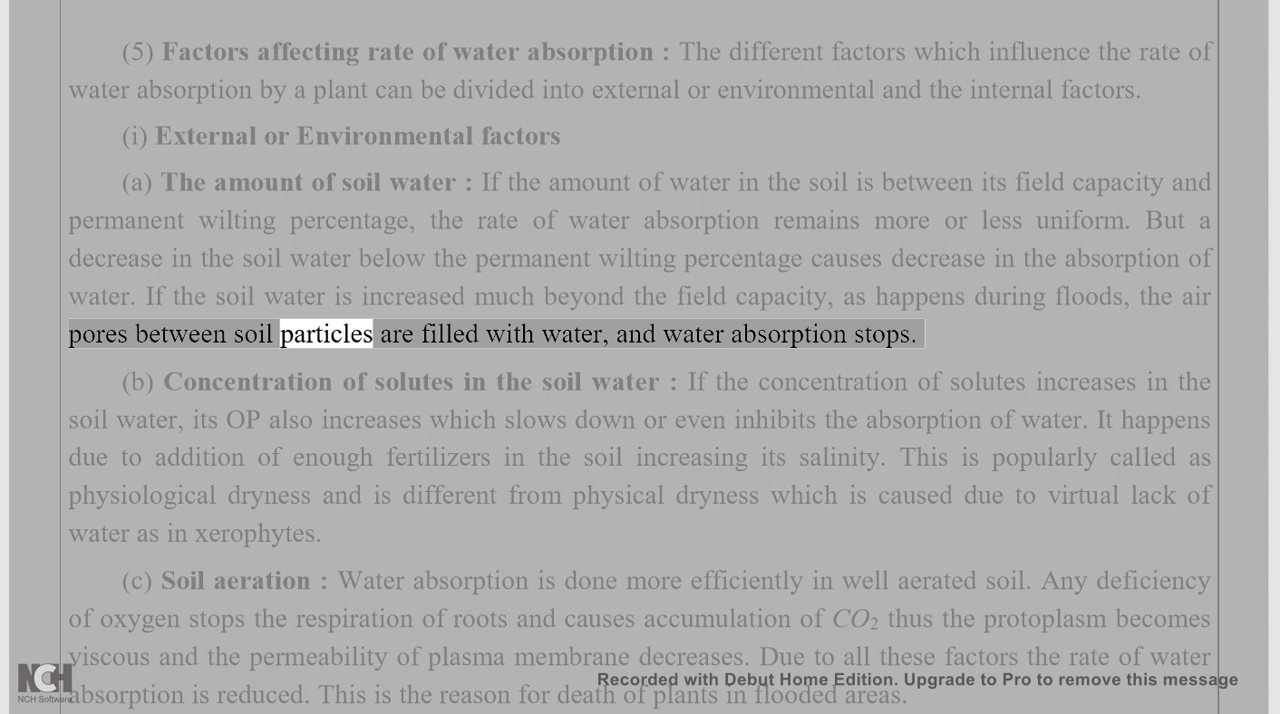 (5) Factors affecting rate of water absorption : The different factors which influence the rate of
water absorption by a plant can be divided into external or environmental and the internal factors.
(i) External or Environmental factors
(a) The amount of soil water : If the amount of water in the soil is between its field capacity and
permanent wilting percentage, the rate of water absorption remains more or less uniform. But a
decrease in the soil water below the permanent wilting percentage causes decrease in the absorption of
water. If the soil water is increased much beyond the field capacity, as happens during floods, the air
pores between soil particles are filled with water, and water absorption stops.
(b) Concentration of solutes in the soil water : If the concentration of solutes increases in the
soil water, its OP also increases which slows down or even inhibits the absorption of water. It happens
due to addition of enough fertilizers in the soil increasing its salinity. This is popularly called as
physiological dryness and is different from physical dryness which is caused due to virtual lack of
water as in xerophytes.
(c) Soil aeration : Water absorption is done more efficiently in well aerated soil. Any deficiency
of oxygen stops the respiration of roots and causes accumulation of CO2 thus the protoplasm becomes
viscous and the permeability of plasma membrane decreases. Due to all these factors the rate of water
absorption is reduced. This is the reason for death of plants in flooded areas.
NCH
NCH Software
Recorded with Debut Home Edition. Upgrade to Pro to remove this message